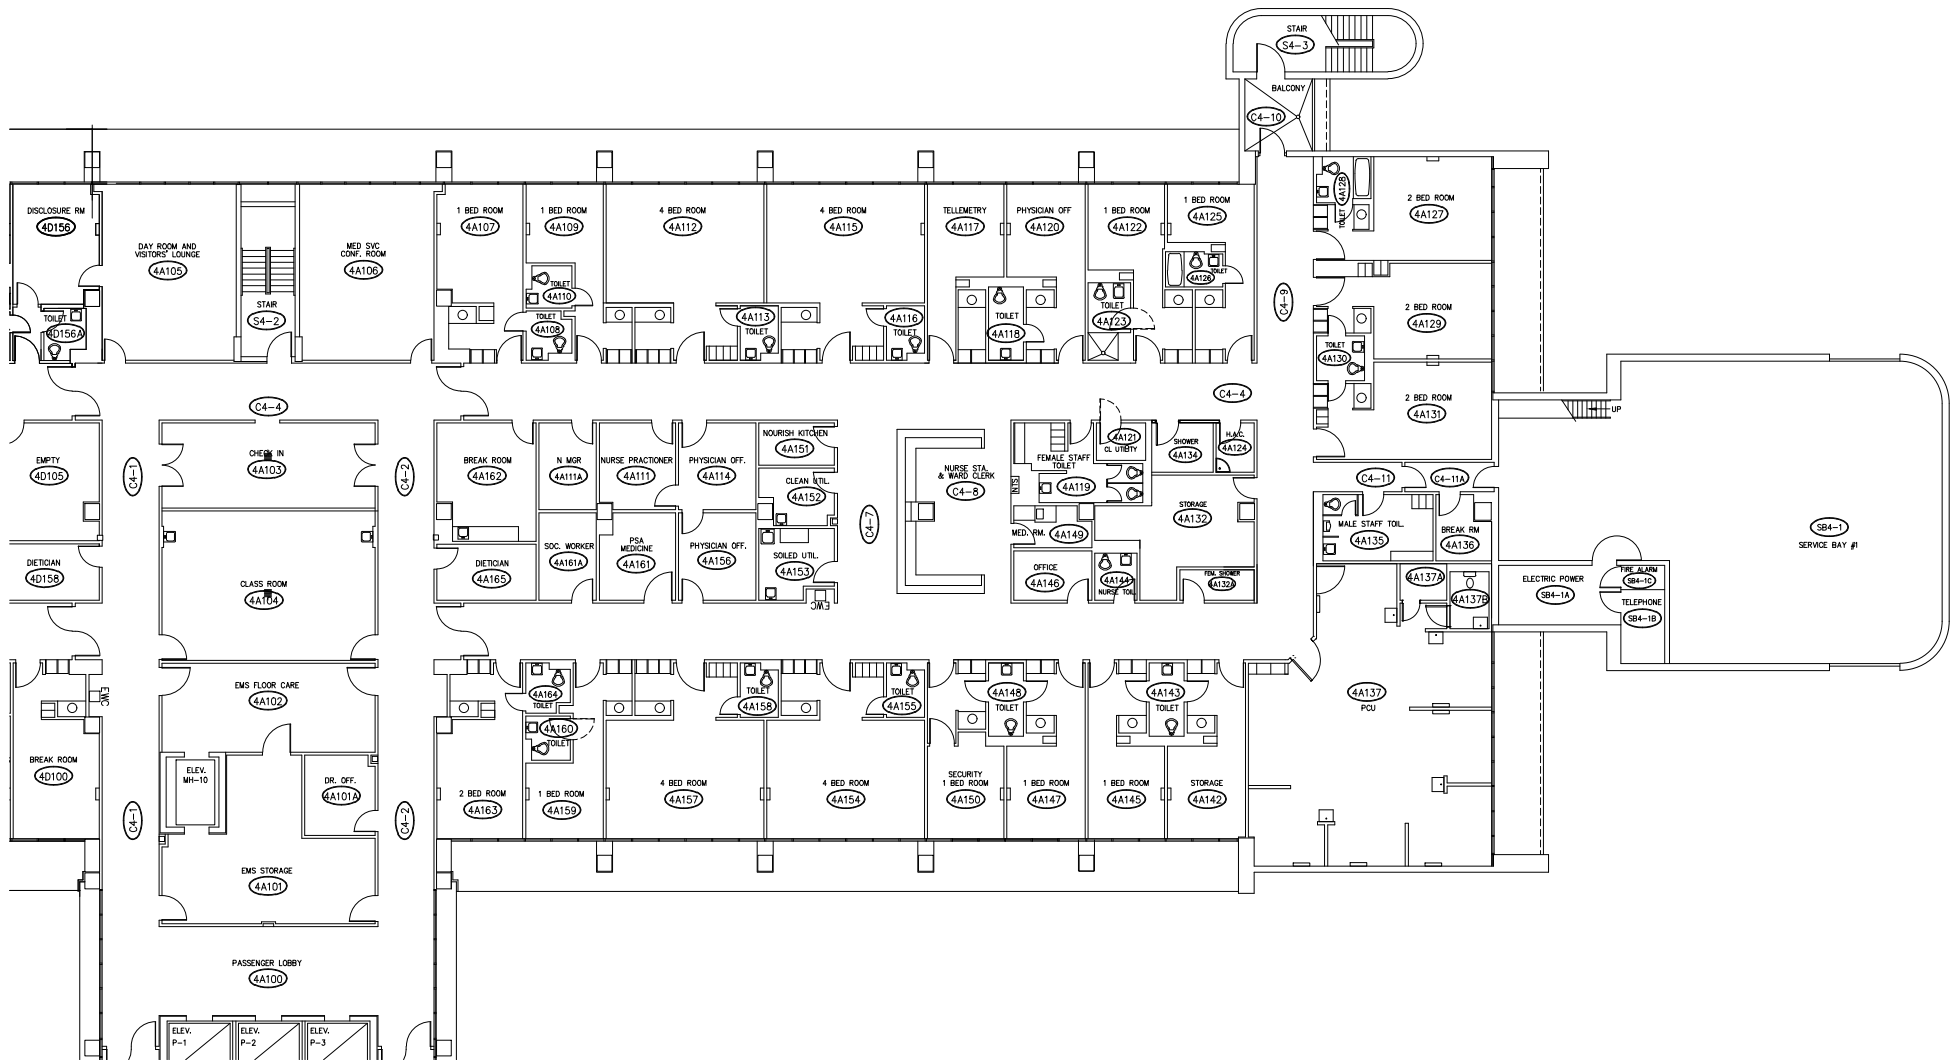 STAIR
S4-3
BALCONY
C4-10
DISCLOSURE RM
4D156
DAY ROOM AND
VISITORS' LOUNGE
4A105
MED SVC
CONF. ROOM
4A106
STAIR
S4-2
TOILET
4D156A
1 BED ROOM
4A107
1 BED ROOM
4A109
TOILET
4A110
TOILET
4A108
4 BED ROOM
4A112
4A113
TOILET
4 BED ROOM
4A115
4A116
TOILET
TELLEMETRY
4A117
PHYSICIAN OFF
4A120
TOILET
4A118
1 BED ROOM
4A122
TOILET
4A123
1 BED ROOM
4A125
TOILET
4A126
4A128
TOILET
2 BED ROOM
4A127
C4-9
2 BED ROOM
4A129
TOILET
4A130
2 BED ROOM
4A131
C4-4
C4-4
UP
EMPTY
4D105
C4-1
CHECK IN
4A103
C4-2
BREAK ROOM
4A162
N MGR
4A111A
NURSE PRACTIONER
4A111
PHYSICIAN OFF.
4A114
NOURISH KITCHEN
4A151
CLEAN UTIL.
4A152
C4-7
NURSE STA.
& WARD CLERK
C4-8
NTS
FEMALE STAFF
TOILET
4A119
4A121
CL UTILITY
SHOWER
4A134
H.A.C.
4A124
STORAGE
4A132
C4-11
C4-11A
MALE STAFF TOIL.
4A135
BREAK RM
4A136
SB4-1
SERVICE BAY #1
DIETICIAN
4D158
CLASS ROOM
4A104
DIETICIAN
4A165
SOC. WORKER
4A161A
PSA
MEDICINE
4A161
PHYSICIAN OFF.
4A156
SOILED UTIL.
4A153
EWC
MED. RM.
4A149
OFFICE
4A146
4A144
NURSE TOIL.
FEM. SHOWER
4A132A
4A137A
4A137B
ELECTRIC POWER
SB4-1A
FIRE ALARM
SB4-1C
TELEPHONE
SB4-1B
EWC
EMS FLOOR CARE
4A102
BREAK ROOM
4D100
ELEV.
MH-10
DR. OFF.
4A101A
C4-1
C4-2
4A164
TOILET
4A160
TOILET
2 BED ROOM
4A163
1 BED ROOM
4A159
TOILET
4A158
4 BED ROOM
4A157
TOILET
4A155
4 BED ROOM
4A154
4A148
TOILET
SECURITY
1 BED ROOM
4A150
1 BED ROOM
4A147
4A143
TOILET
1 BED ROOM
4A145
STORAGE
4A142
4A137
PCU
EMS STORAGE
4A101
PASSENGER LOBBY
4A100
ELEV.
P-1
ELEV.
P-2
ELEV.
P-3